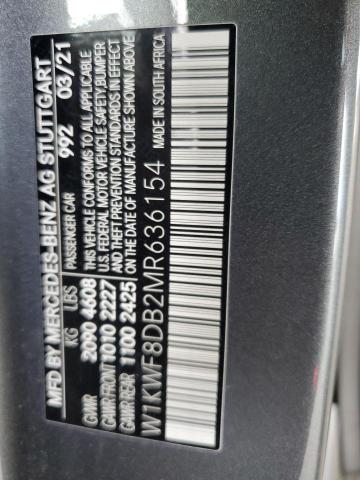 MFD BY MERCEDES-BENZ AG STUTTGART
KG LBS PASSENGER CAR 992 03/21
GVWR 2090 4608 THIS VEHICLE CONFORMS TO ALL APPLICABLE
GAWR-FRONT 1010 2227 U.S. FEDERAL MOTOR VEHICLE SAFETY, BUMPER
GAWR-REAR 1100 2425 AND THEFT PREVENTION STANDARDS IN EFFECT
ON THE DATE OF MANUFACTURE SHOWN ABOVE.
MADE IN SOUTH AFRICA
W1KWF8DB2MR636154